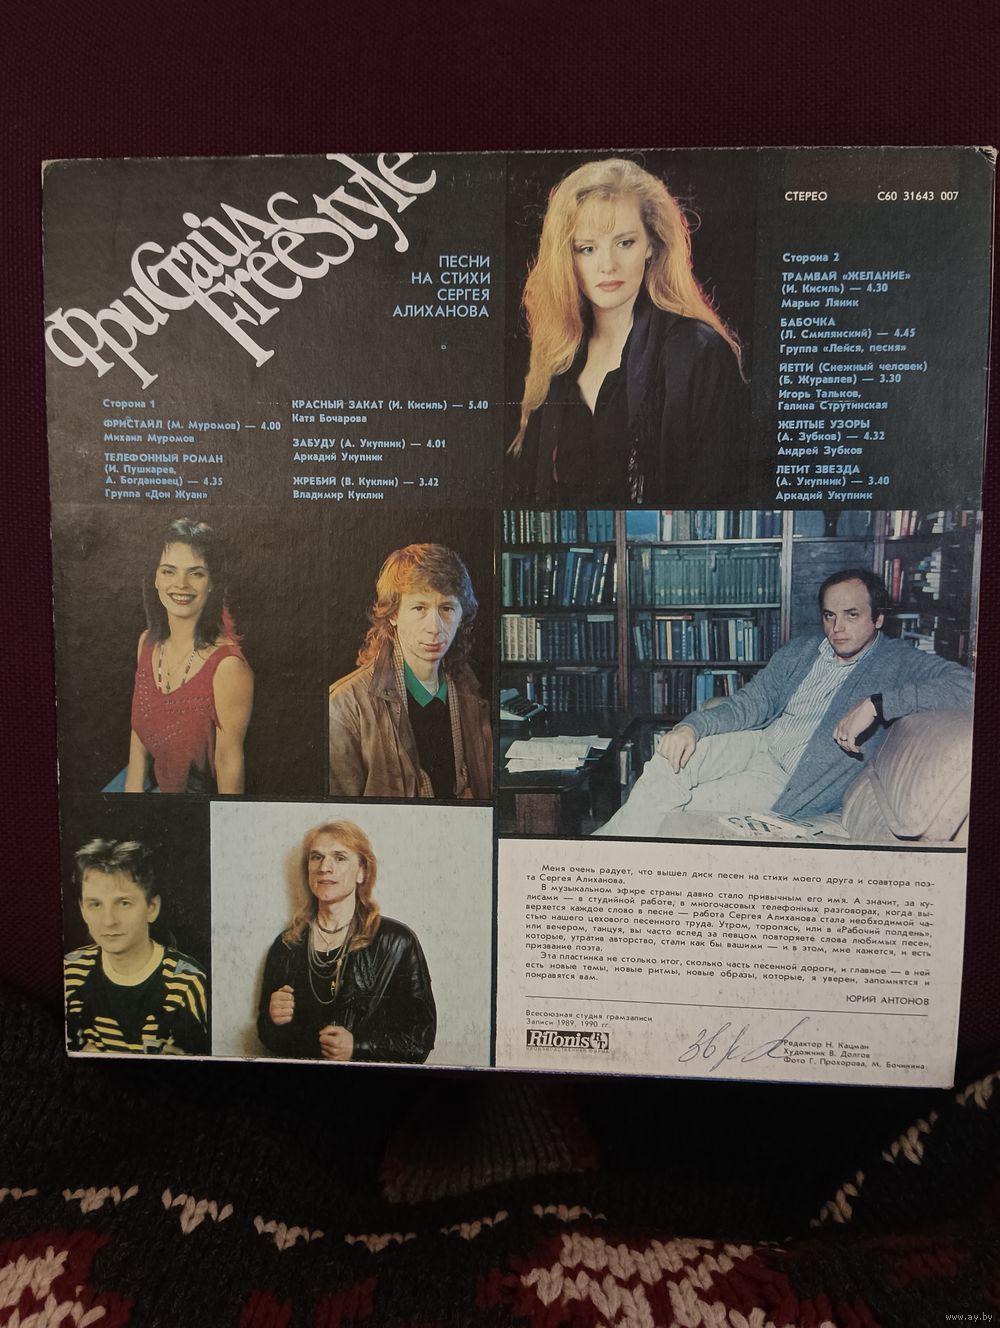 ФриСтайл
FreeStyle
ПЕСНИ
НА СТИХИ
СЕРГЕЯ
АЛИХАНОВА
Сторона 1
ФРИСТАЙЛ (М. Муромов) — 4.00
Михаил Муромов
ТЕЛЕФОННЫЙ РОМАН
(И. Пушкарев,
А. Богдановец) — 4.35
Группа «Дон Жуан»
КРАСНЫЙ ЗАКАТ (И. Кисиль) — 5.40
Катя Бочарова
ЗАБУДУ (А. Укупник) — 4.01
Аркадий Укупник
ЖРЕБИЙ (В. Куклин) — 3.42
Владимир Куклин
СТЕРЕО С60 31643 007
Сторона 2
ТРАМВАЙ «ЖЕЛАНИЕ»
(И. Кисиль) — 4.30
Марью Ляник
БАБОЧКА
(Л. Смилянский) — 4.45
Группа «Лейся, песня»
ЙЕТТИ (Снежный человек)
(Б. Журавлев) — 3.30
Игорь Тальков,
Галина Струтинская
ЖЕЛТЫЕ УЗОРЫ
(А. Зубков) — 4.32
Андрей Зубков
ЛЕТИТ ЗВЕЗДА
(А. Укупник) — 3.40
Аркадий Укупник
Меня очень радует, что вышел диск песен на стихи моего друга и соавтора поэ-
та Сергея Алиханова.
В музыкальном эфире страны давно стало привычным его имя. А значит, за ку-
лисами — в студийной работе, в многочасовых телефонных разговорах, когда вы-
веряется каждое слово в песне — работа Сергея Алиханова стала необходимой ча-
стью нашего цехового песенного труда. Утром, торопясь, или в «Рабочий полдень»,
или вечером, танцуя, вы часто вслед за певцом повторяете слова любимых песен,
которые, утратив авторство, стали как бы вашими — и в этом, мне кажется, и есть
призвание поэта.
Эта пластинка не столько итог, сколько часть песенной дороги, и главное — в ней
есть новые темы, новые ритмы, новые образы, которые, я уверен, запомнятся и
понравятся вам.
ЮРИЙ АНТОНОВ
Всесоюзная студия грамзаписи
Записи 1989, 1990 гг.
RiTonis
ПРОИЗВОДСТВЕННАЯ ФИРМА
Редактор Н. Кацман
Художник В. Долгов
Фото Г. Прохорова, М. Бочинина
www.ay.by